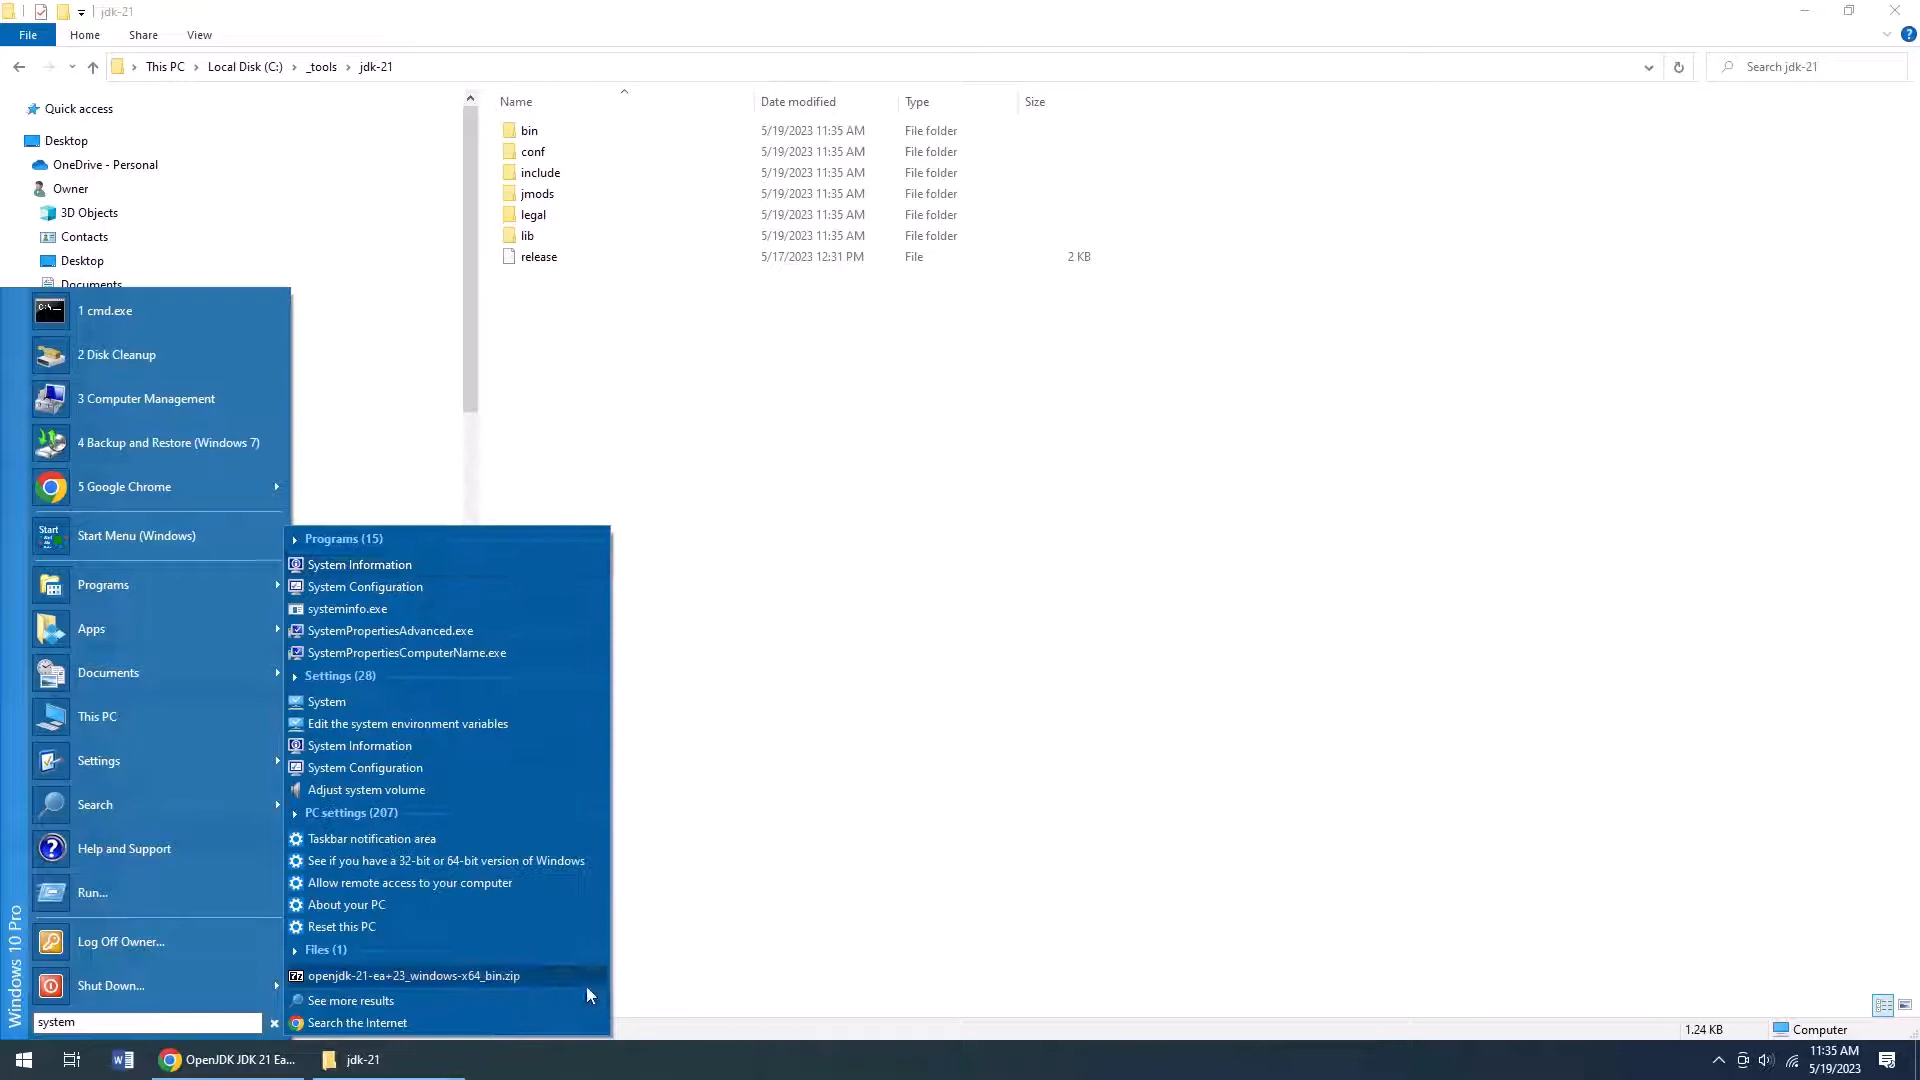 jdk-21
File Home Share View
This PC Local Disk (C:) _tools jdk-21
Search jdk-21
Quick access
Desktop
OneDrive - Personal
Owner
3D Objects
Contacts
Desktop
Documents
Name Date modified Type Size
bin 5/19/2023 11:35 AM File folder
conf 5/19/2023 11:35 AM File folder
include 5/19/2023 11:35 AM File folder
jmods 5/19/2023 11:35 AM File folder
legal 5/19/2023 11:35 AM File folder
lib 5/19/2023 11:35 AM File folder
release 5/17/2023 12:31 PM File 2 KB
1 cmd.exe
2 Disk Cleanup
3 Computer Management
4 Backup and Restore (Windows 7)
5 Google Chrome
Start
Start Menu (Windows)
Programs
Apps
Documents
This PC
Settings
Search
Help and Support
Run...
Log Off Owner...
Shut Down...
Windows 10 Pro
system
Programs (15)
System Information
System Configuration
systeminfo.exe
SystemPropertiesAdvanced.exe
SystemPropertiesComputerName.exe
Settings (28)
System
Edit the system environment variables
System Information
System Configuration
Adjust system volume
PC settings (207)
Taskbar notification area
See if you have a 32-bit or 64-bit version of Windows
Allow remote access to your computer
About your PC
Reset this PC
Files (1)
openjdk-21-ea+23_windows-x64_bin.zip
See more results
Search the Internet
1.24 KB Computer
OpenJDK JDK 21 Ea... jdk-21
11:35 AM
5/19/2023